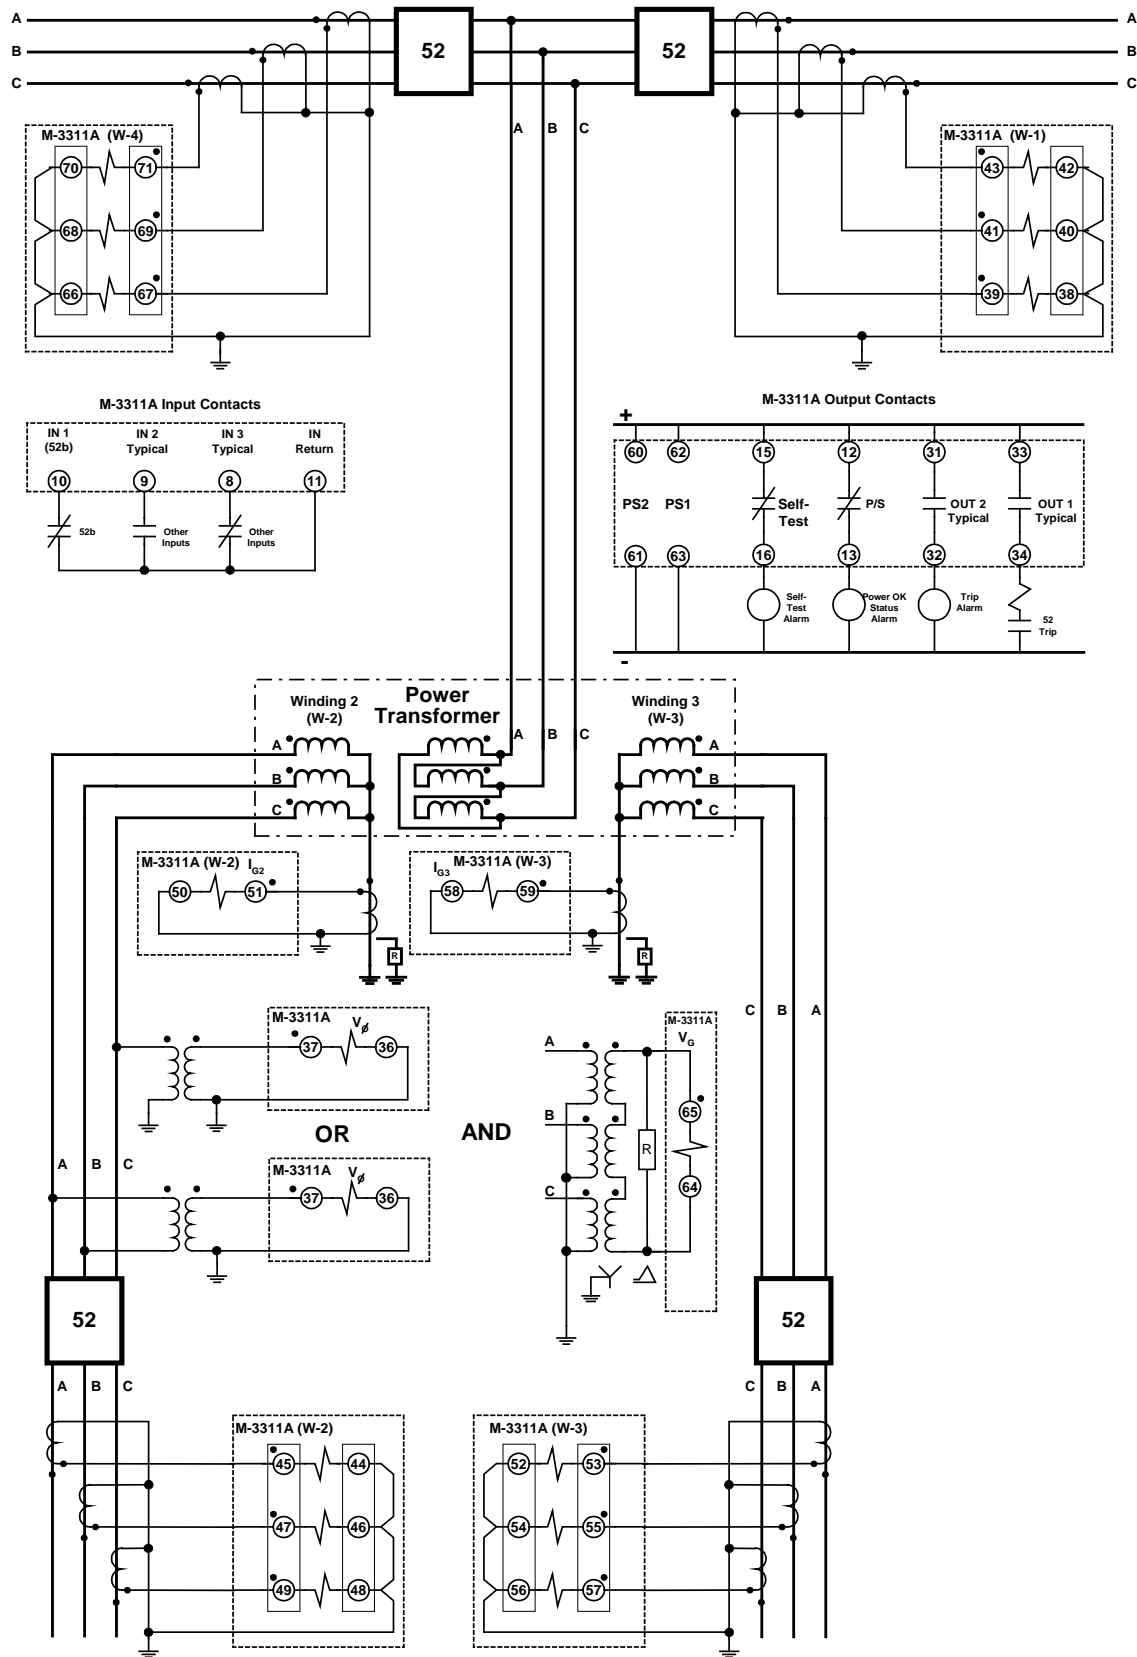 A
52
52
A
B
B
C
C
A B C
M-3311A (W-4)
70 71
68 69
66 67
M-3311A (W-1)
43 42
41 40
39 38
M-3311A Input Contacts
IN 1
(52b)
IN 2
Typical
IN 3
Typical
IN
Return
10 9 8 11
52b
Other
Inputs
Other
Inputs
M-3311A Output Contacts
+
60 62 15 12 31 33
PS2 PS1
Self-
Test
P/S
OUT 2
Typical
OUT 1
Typical
61 63 16 13 32 34
Self-
Test
Alarm
Power OK
Status
Alarm
Trip
Alarm
52
Trip
-
Winding 2
(W-2)
Power
Transformer
Winding 3
(W-3)
A B C
A
B
C
A
B
C
M-3311A (W-2) IG2
50 51
R
M-3311A (W-3)
IG3
58 59
R
C B A
M-3311A
Vø
37 36
OR
AND
M-3311A
Vø
37 36
A B C
A
B
C
R
M-3311A
VG
65
64
52
52
A B C
C B A
M-3311A (W-2)
45 44
47 46
49 48
M-3311A (W-3)
52 53
54 55
56 57